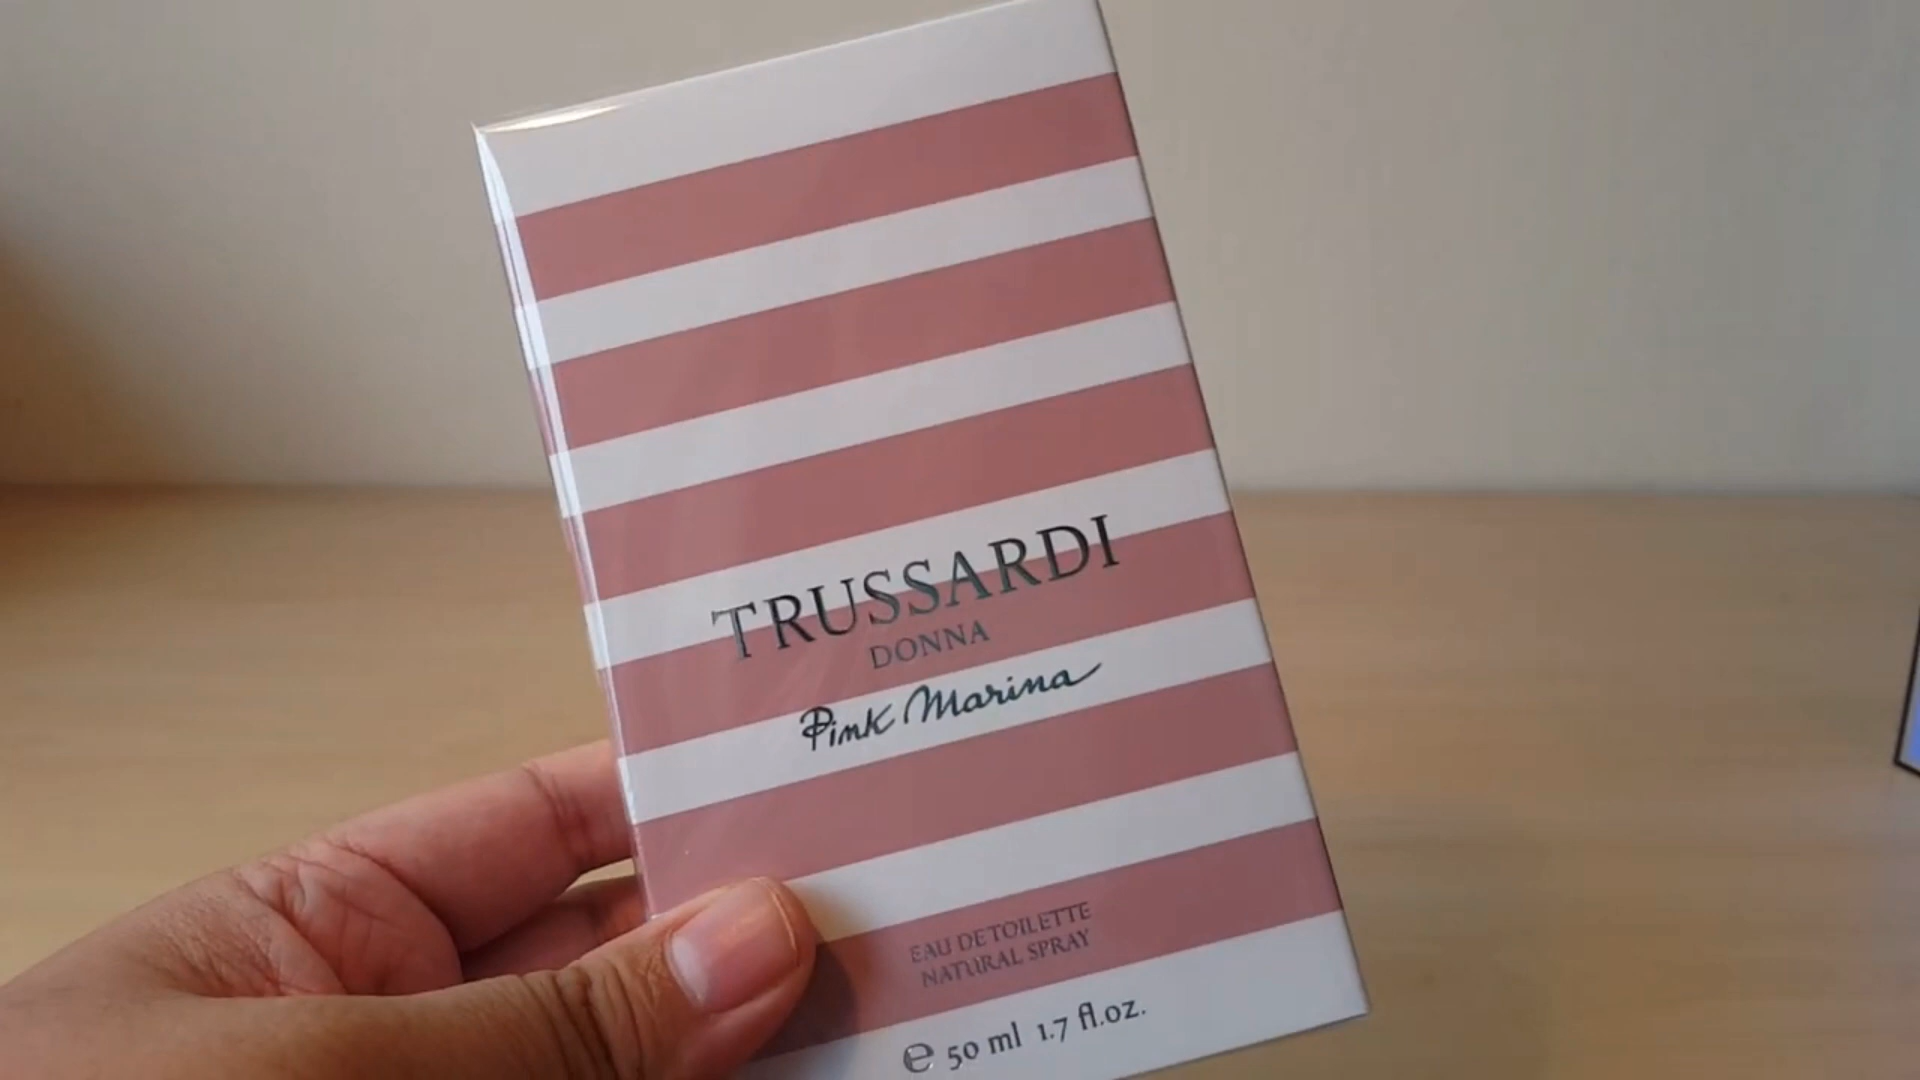 TRUSSARDI
DONNA
Pink Marina
EAU DE TOILETTE
NATURAL SPRAY
℮ 50 ml 1.7 fl.oz.